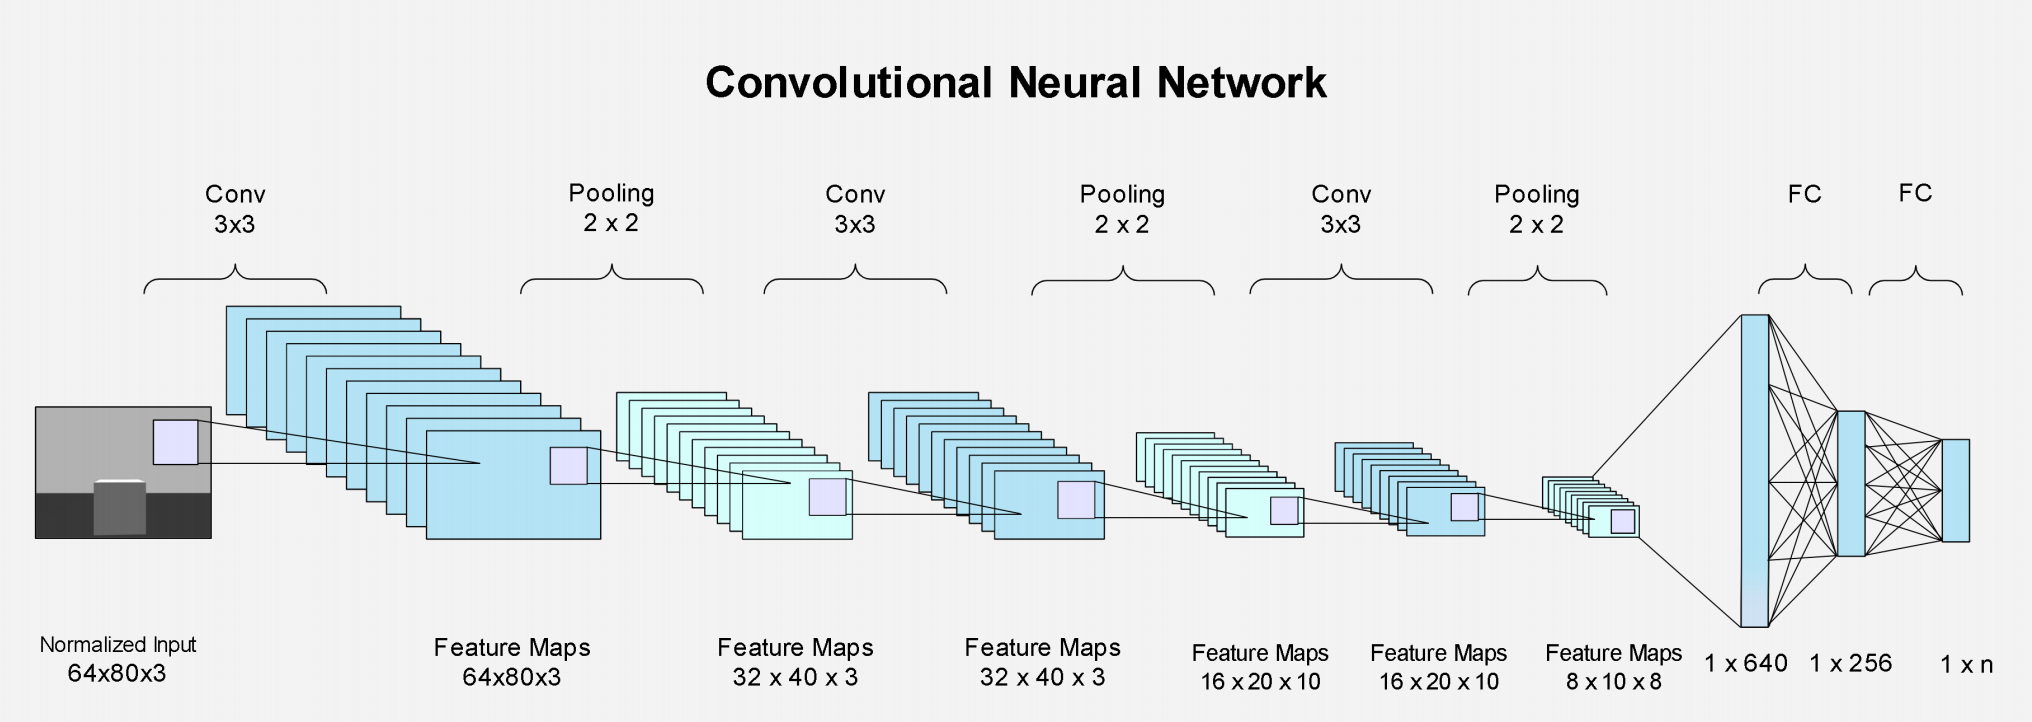 Convolutional Neural Network
Conv
3x3
Pooling
2 x 2
Conv
3x3
Pooling
2 x 2
Conv
3x3
Pooling
2 x 2
FC
FC
Normalized Input
64x80x3
Feature Maps
64x80x3
Feature Maps
32 x 40 x 3
Feature Maps
32 x 40 x 3
Feature Maps
16 x 20 x 10
Feature Maps
16 x 20 x 10
Feature Maps
8 x 10 x 8
1 x 640
1 x 256
1 x n